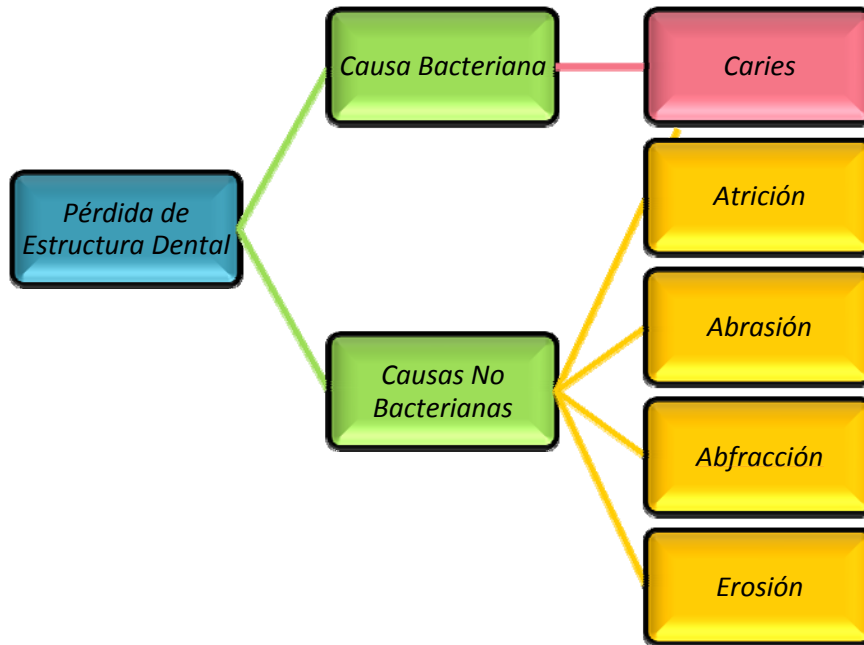 Pérdida de
Estructura Dental
Causa Bacteriana
Caries
Causas No
Bacterianas
Atrición
Abrasión
Abfracción
Erosión